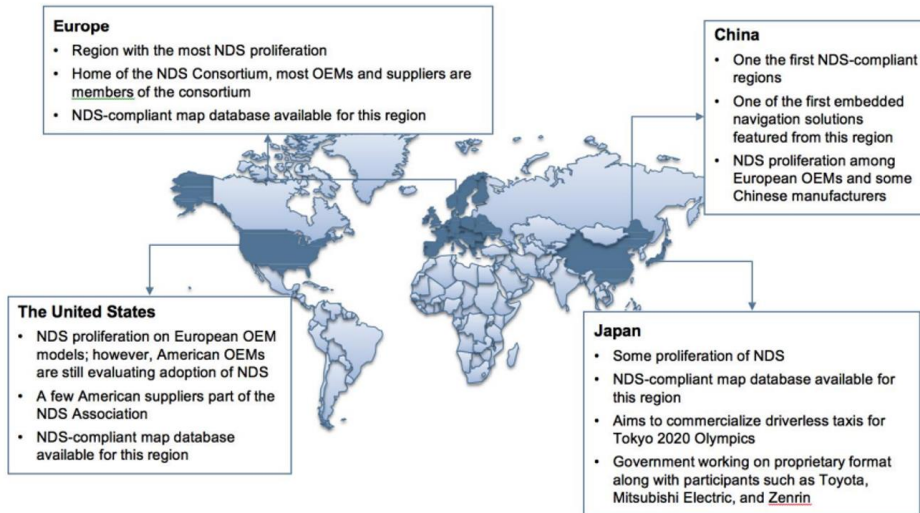 Europe
• Region with the most NDS proliferation
• Home of the NDS Consortium, most OEMs and suppliers are
members of the consortium
• NDS-compliant map database available for this region
China
• One the first NDS-compliant
regions
• One of the first embedded
navigation solutions
featured from this region
• NDS proliferation among
European OEMs and some
Chinese manufacturers
The United States
• NDS proliferation on European OEM
models; however, American OEMs
are still evaluating adoption of NDS
• A few American suppliers part of the
NDS Association
• NDS-compliant map database
available for this region
Japan
• Some proliferation of NDS
• NDS-compliant map database available for
this region
• Aims to commercialize driverless taxis for
Tokyo 2020 Olympics
• Government working on proprietary format
along with participants such as Toyota,
Mitsubishi Electric, and Zenrin